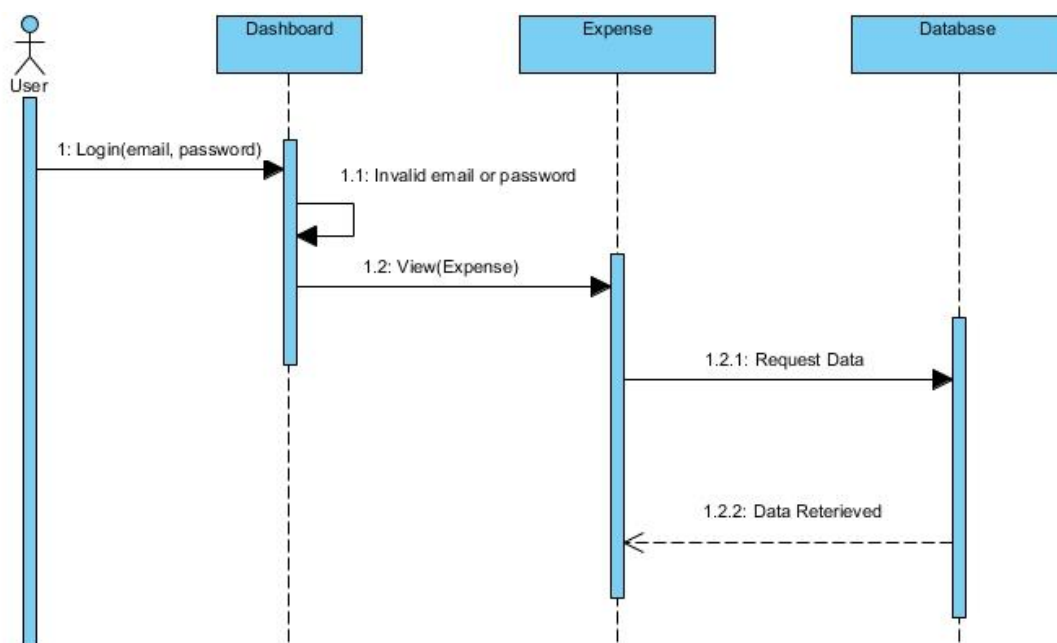 Dashboard
Expense
Database
User
1: Login(email, password)
1.1: Invalid email or password
1.2: View(Expense)
1.2.1: Request Data
1.2.2: Data Reterieved